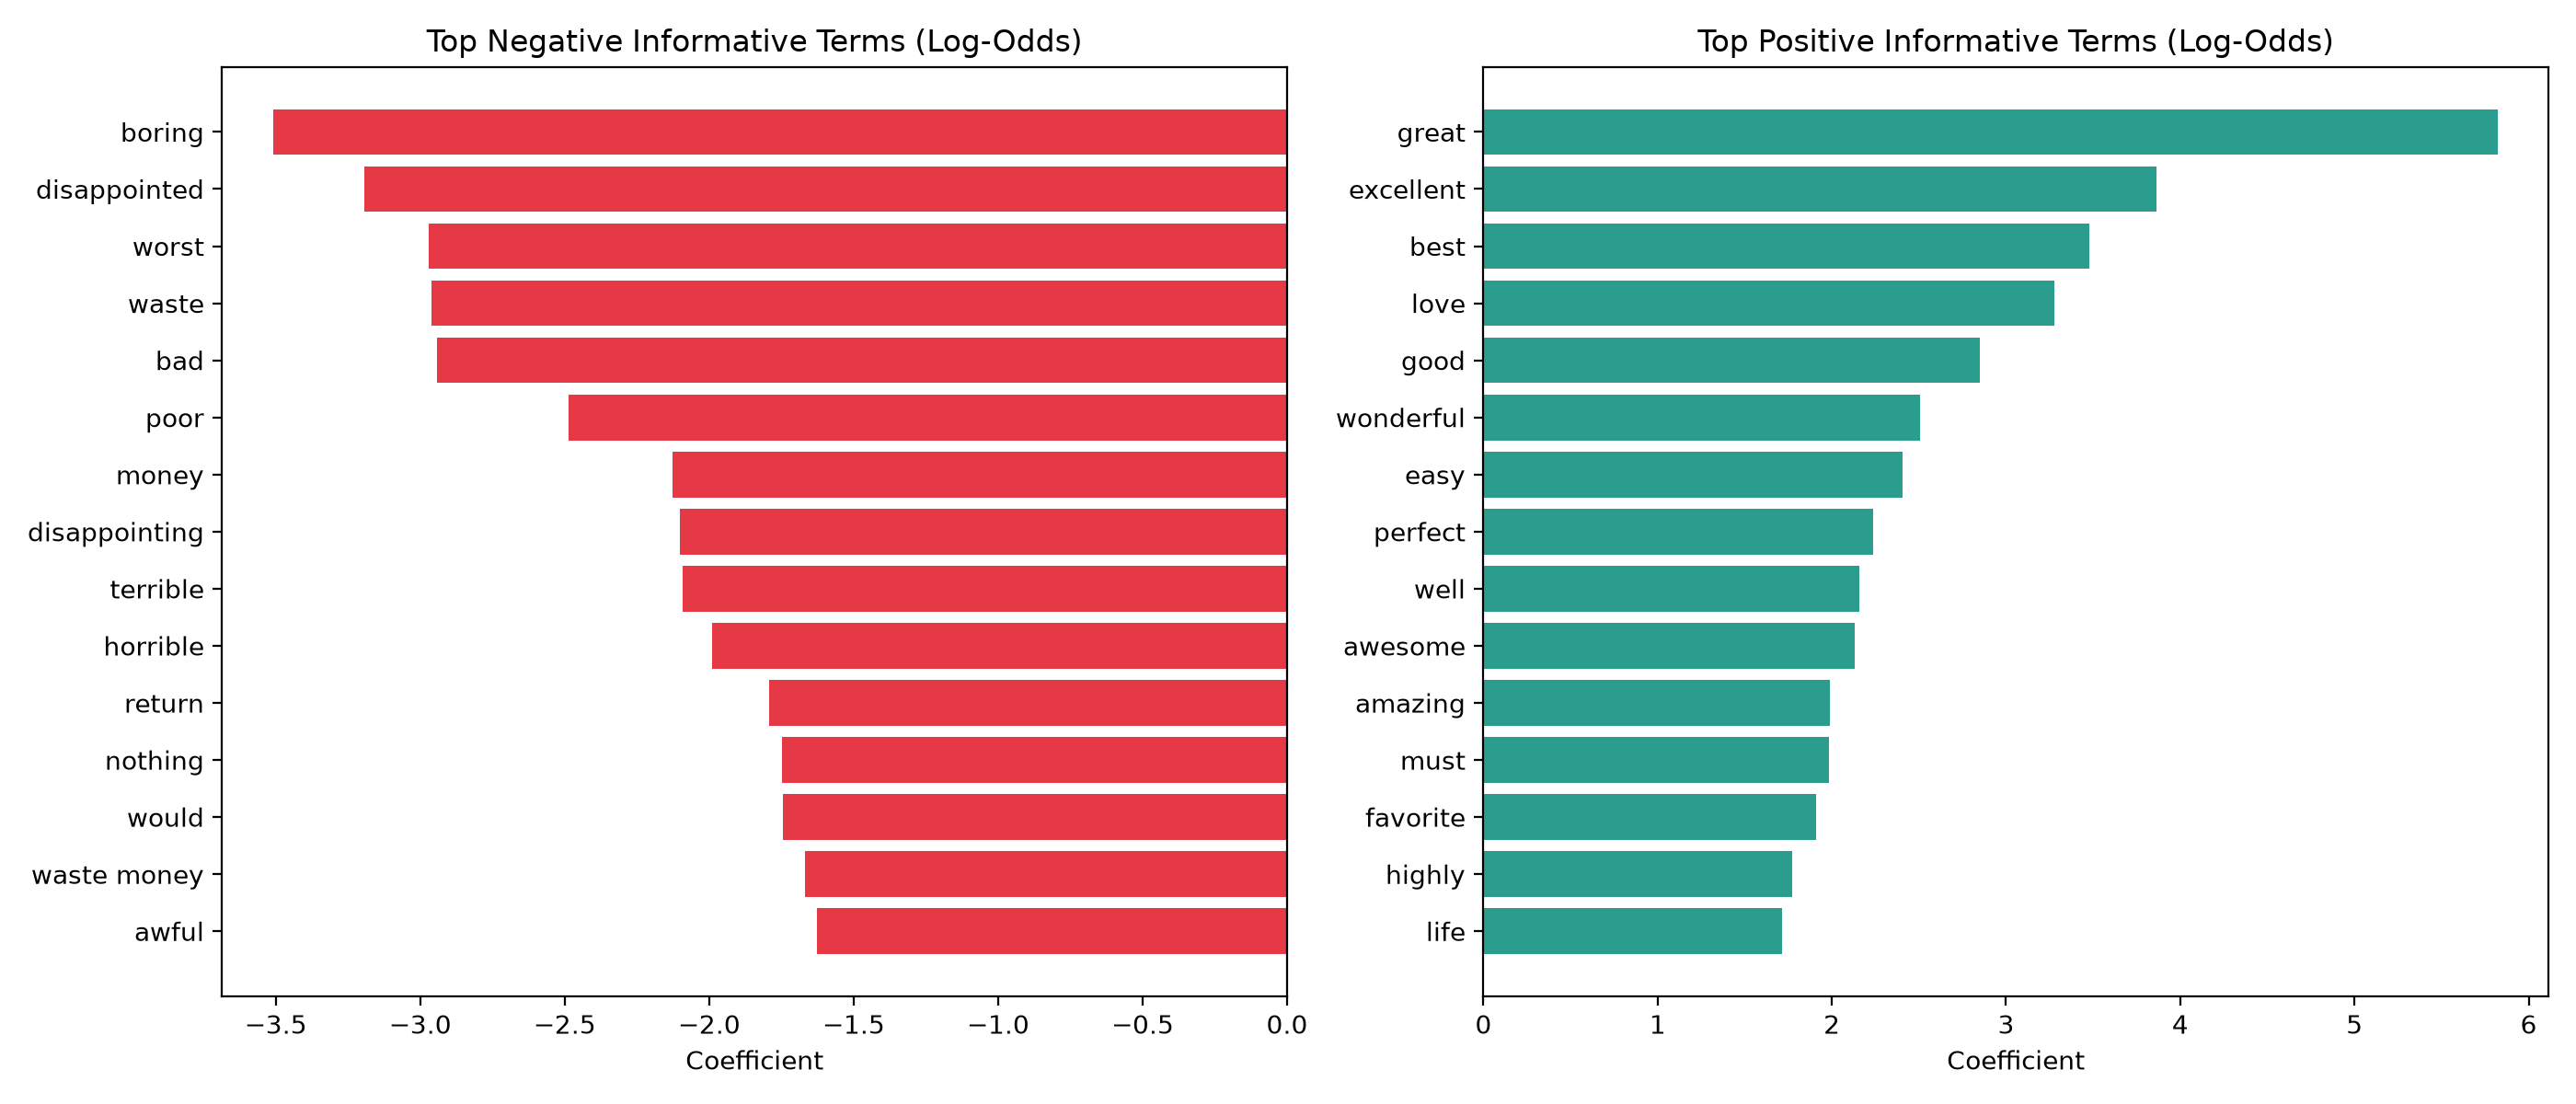 Top Negative Informative Terms (Log-Odds)
boring
disappointed
worst
waste
bad
poor
money
disappointing
terrible
horrible
return
nothing
would
waste money
awful
−3.5 −3.0 −2.5 −2.0 −1.5 −1.0 −0.5 0.0
Coefficient
Top Positive Informative Terms (Log-Odds)
great
excellent
best
love
good
wonderful
easy
perfect
well
awesome
amazing
must
favorite
highly
life
0 1 2 3 4 5 6
Coefficient